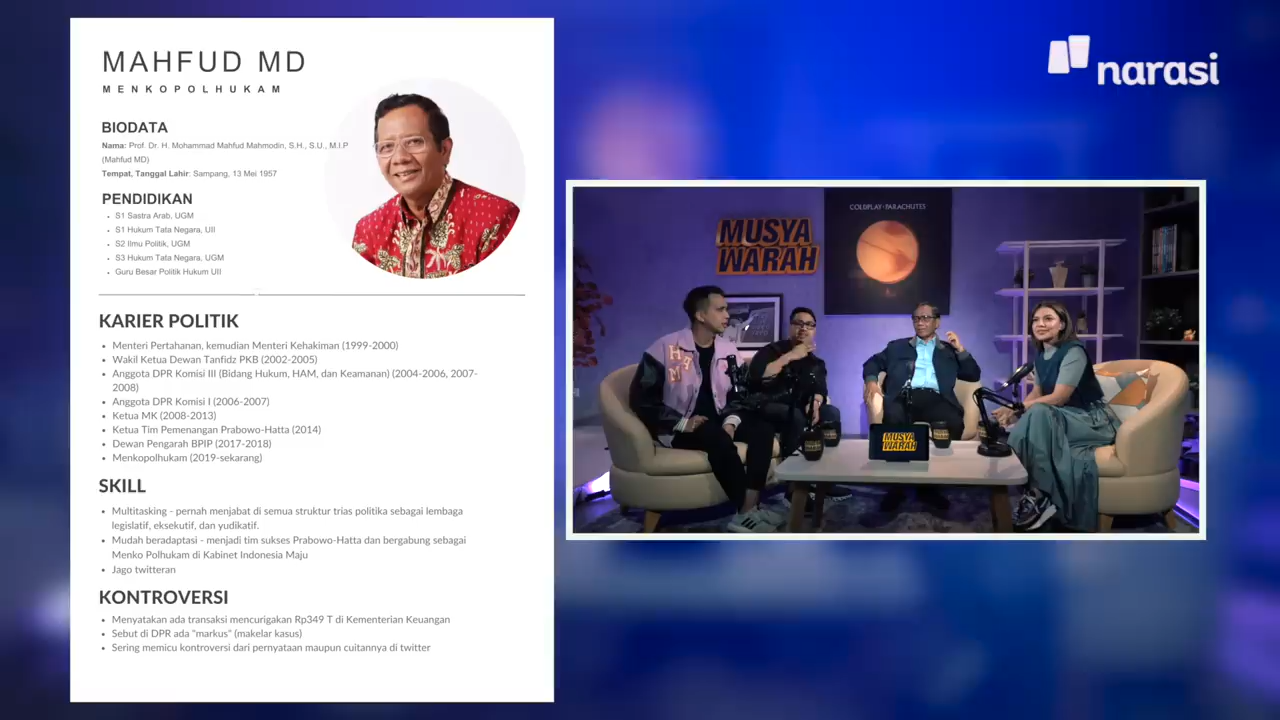 MAHFUD MD
MENKOPOLHUKAM
BIODATA
Nama: Prof. Dr. H. Mohammad Mahfud Mahmodin, S.H., S.U., M.I.P
(Mahfud MD)
Tempat, Tanggal Lahir: Sampang, 13 Mei 1957
PENDIDIKAN
• S1 Sastra Arab, UGM
• S1 Hukum Tata Negara, UII
• S2 Ilmu Politik, UGM
• S3 Hukum Tata Negara, UGM
• Guru Besar Politik Hukum UII
KARIER POLITIK
• Menteri Pertahanan, kemudian Menteri Kehakiman (1999-2000)
• Wakil Ketua Dewan Tanfidz PKB (2002-2005)
• Anggota DPR Komisi III (Bidang Hukum, HAM, dan Keamanan) (2004-2006, 2007-
2008)
• Anggota DPR Komisi I (2006-2007)
• Ketua MK (2008-2013)
• Ketua Tim Pemenangan Prabowo-Hatta (2014)
• Dewan Pengarah BPIP (2017-2018)
• Menkopolhukam (2019-sekarang)
SKILL
• Multitasking - pernah menjabat di semua struktur trias politika sebagai lembaga
legislatif, eksekutif, dan yudikatif.
• Mudah beradaptasi - menjadi tim sukses Prabowo-Hatta dan bergabung sebagai
Menko Polhukam di Kabinet Indonesia Maju
• Jago twitteran
KONTROVERSI
• Menyatakan ada transaksi mencurigakan Rp349 T di Kementerian Keuangan
• Sebut di DPR ada "markus" (makelar kasus)
• Sering memicu kontroversi dari pernyataan maupun cuitannya di twitter
narasi
COLDPLAY • PARACHUTES
MUSYA
WARAH
MUSYA
WARAH